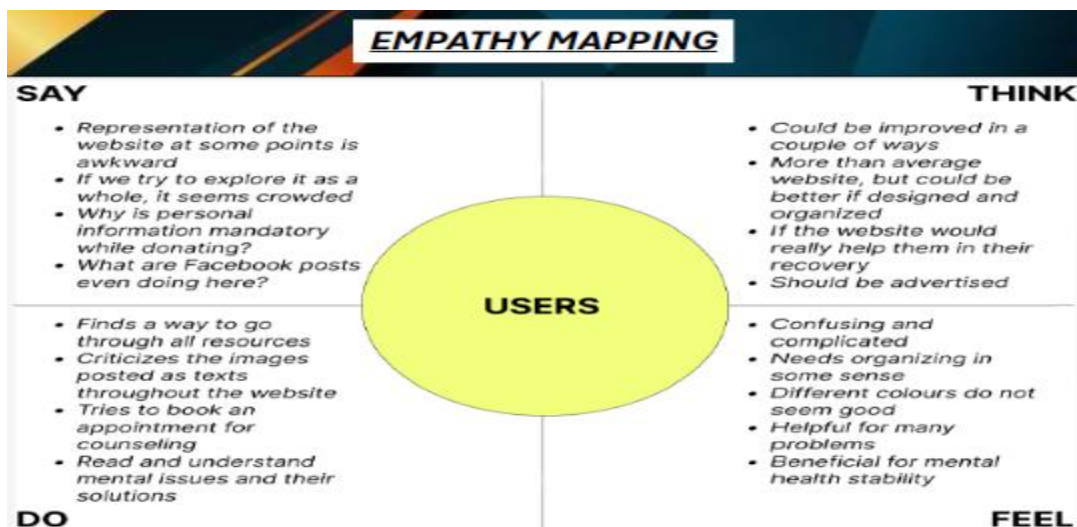 EMPATHY MAPPING
SAY
• Representation of the
website at some points is
awkward
• If we try to explore it as a
whole, it seems crowded
• Why is personal
information mandatory
while donating?
• What are Facebook posts
even doing here?
THINK
• Could be improved in a
couple of ways
• More than average
website, but could be
better if designed and
organized
• If the website would
really help them in their
recovery
• Should be advertised
USERS
• Finds a way to go
through all resources
• Criticizes the images
posted as texts
throughout the website
• Tries to book an
appointment for
counseling
• Read and understand
mental issues and their
solutions
DO
• Confusing and
complicated
• Needs organizing in
some sense
• Different colours do not
seem good
• Helpful for many
problems
• Beneficial for mental
health stability
FEEL